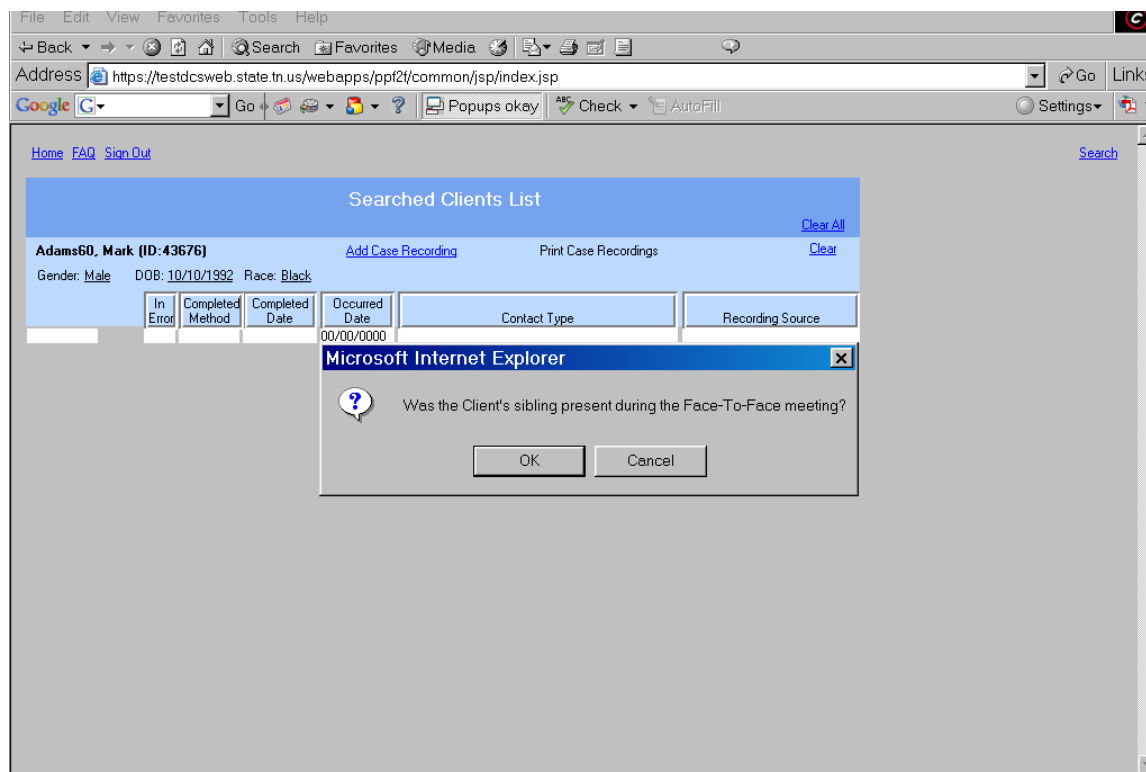 File Edit View Favorites Tools Help
Back Search Favorites Media
Address https://testdcsweb.state.tn.us/webapps/ppf2f/common/jsp/index.jsp Go Links
Google G Go Popups okay ABC Check AutoFill Settings
Home FAQ Sign Out Search
Searched Clients List
Clear All
Adams60, Mark (ID:43676) Add Case Recording Print Case Recordings Clear
Gender: Male DOB: 10/10/1992 Race: Black
In Error Completed Method Completed Date Occurred Date Contact Type Recording Source
00/00/0000
Microsoft Internet Explorer
Was the Client's sibling present during the Face-To-Face meeting?
OK Cancel